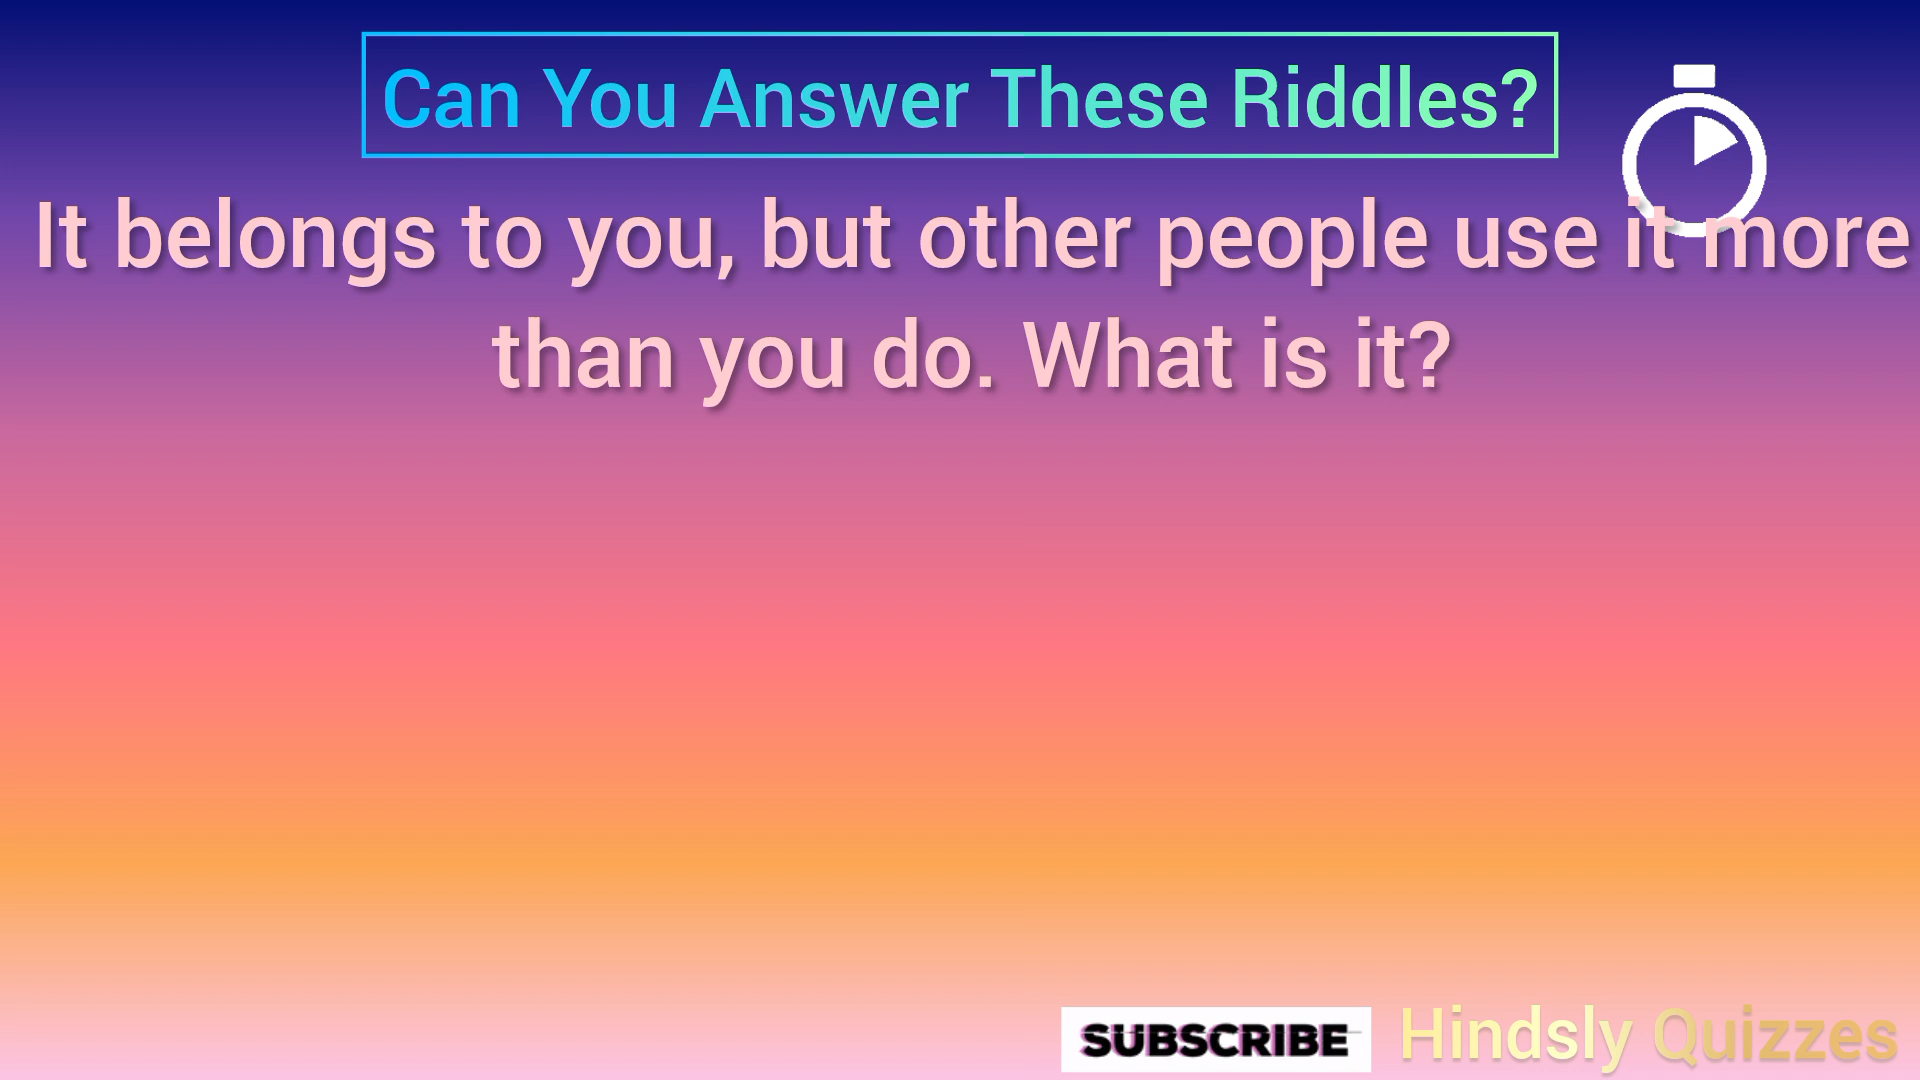 Can You Answer These Riddles?
It belongs to you, but other people use it more
than you do. What is it?
SUBSCRIBE
Hindsly Quizzes